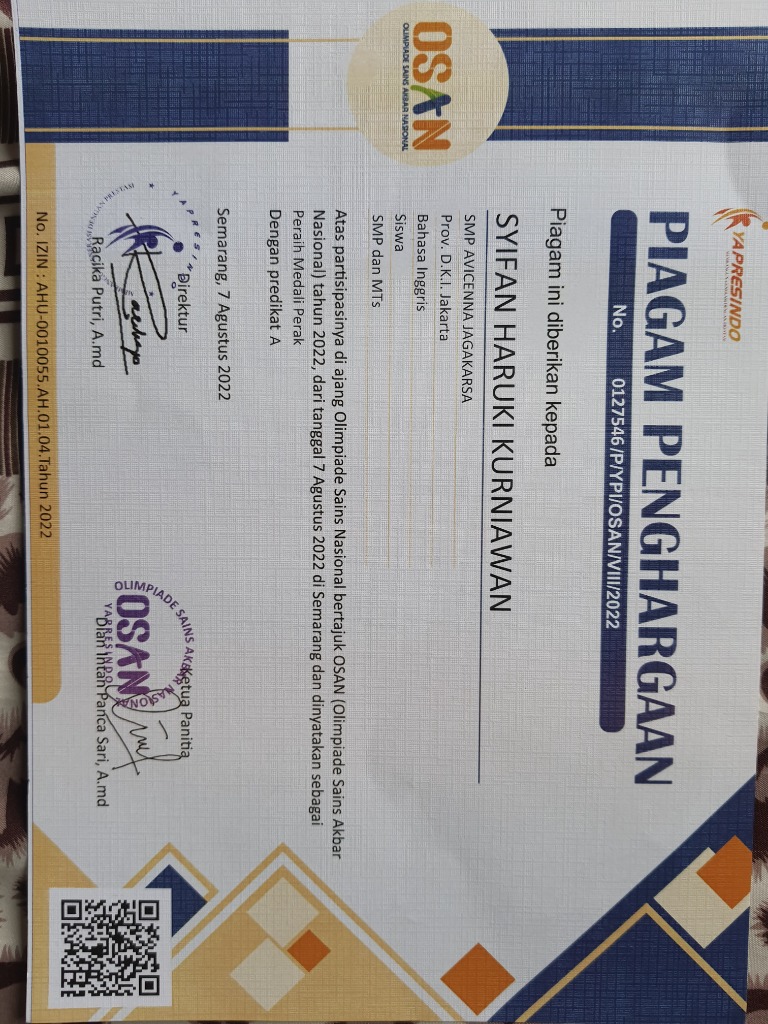 YAPRESINDO
PIAGAM PENGHARGAAN
No. 0127546/P/YPI/OSAN/VIII/2022
OSAN
OLIMPIADE SAINS AKBAR NASIONAL
Piagam ini diberikan kepada
SYIFAN HARUKI KURNIAWAN
SMP AVICENNA JAGAKARSA
Prov. D.K.I. Jakarta
Bahasa Inggris
Siswa
SMP dan MTs
Atas partisipasinya di ajang Olimpiade Sains Nasional bertajuk OSAN (Olimpiade Sains Akbar
Nasional) tahun 2022, dari tanggal 7 Agustus 2022 di Semarang dan dinyatakan sebagai
Peraih Medali Perak
Dengan predikat A
Semarang, 7 Agustus 2022
Direktur
YAPRESINDO
Racika Putri, A.md
Ketua Panitia
OLIMPIADE SAINS AKBAR NASIONAL
OSAN
YAPRESINDO
Dian Intan Panca Sari, A.md
No. IZIN : AHU-0010055.AH.01.04.Tahun 2022